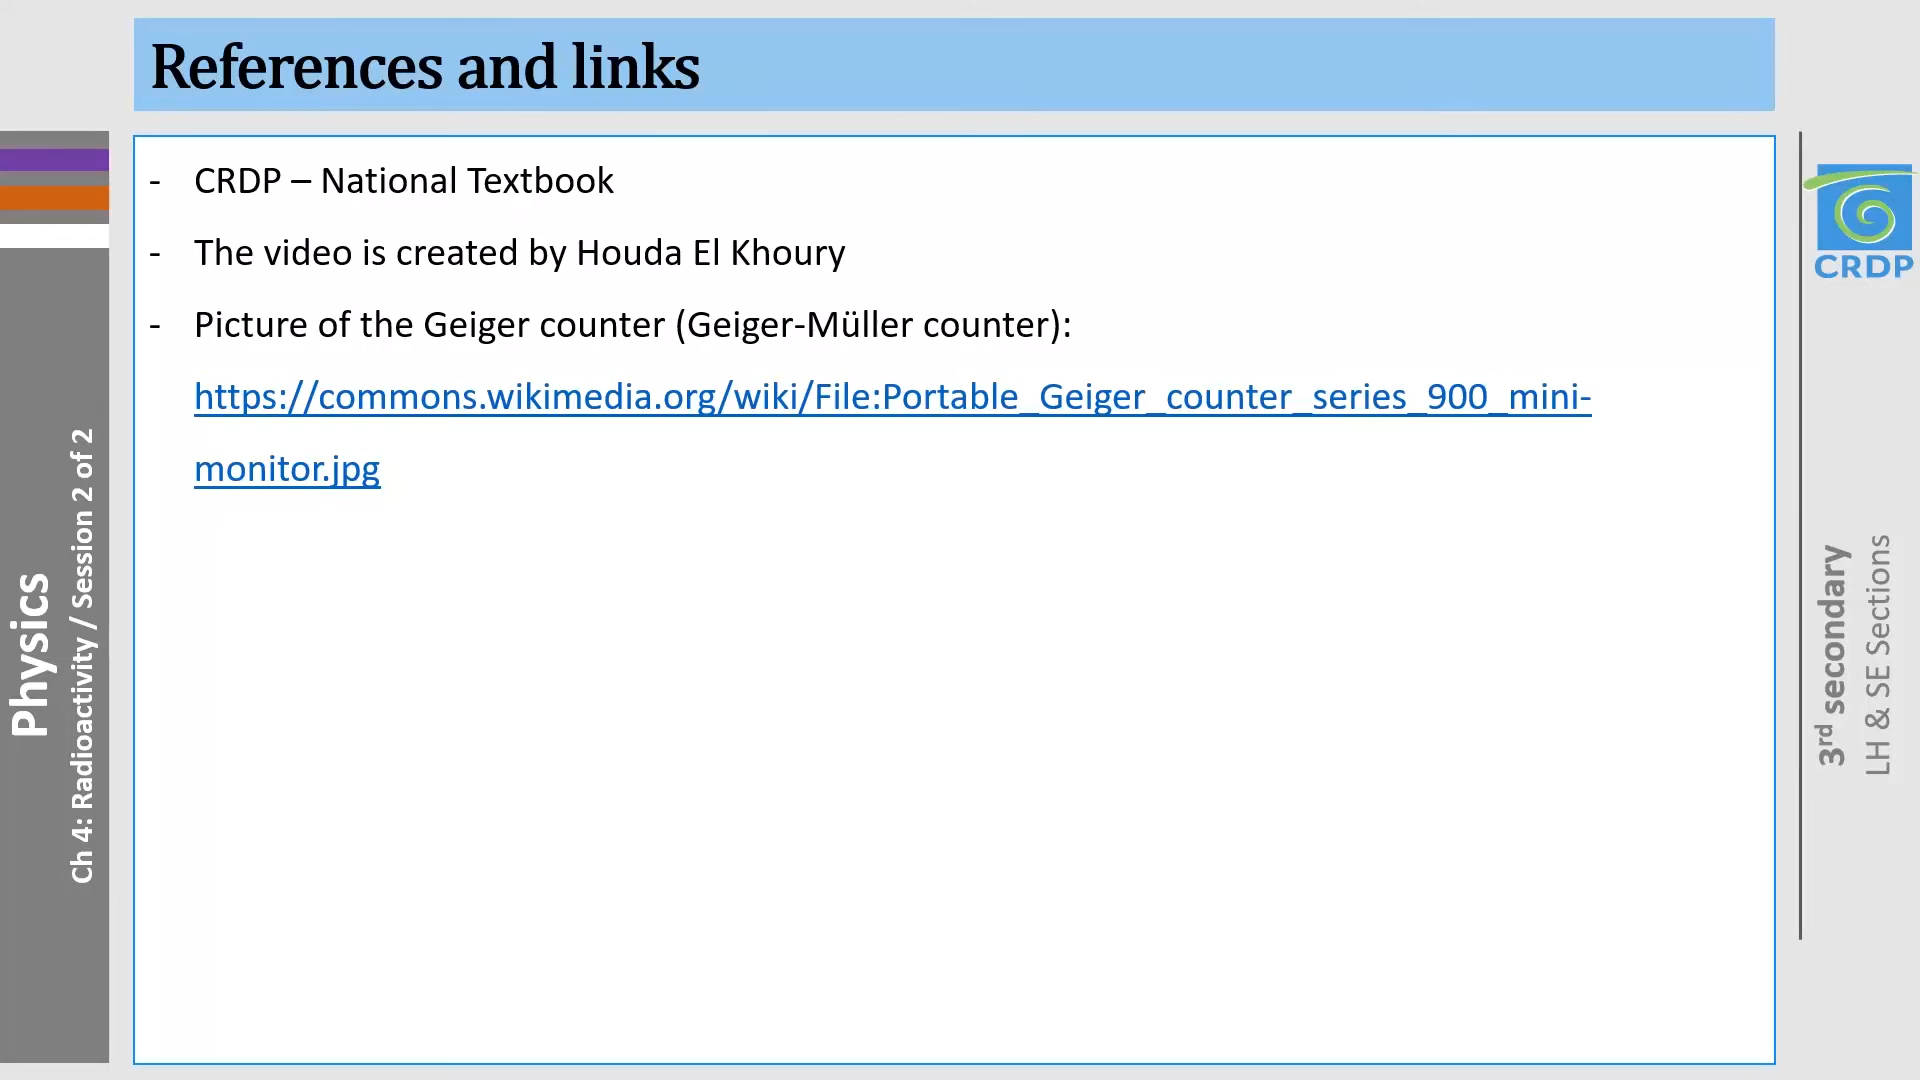 References and links
- CRDP – National Textbook
- The video is created by Houda El Khoury
- Picture of the Geiger counter (Geiger-Müller counter):
https://commons.wikimedia.org/wiki/File:Portable_Geiger_counter_series_900_mini-
monitor.jpg
Physics
Ch 4: Radioactivity / Session 2 of 2
CRDP
3rd secondary
LH & SE Sections